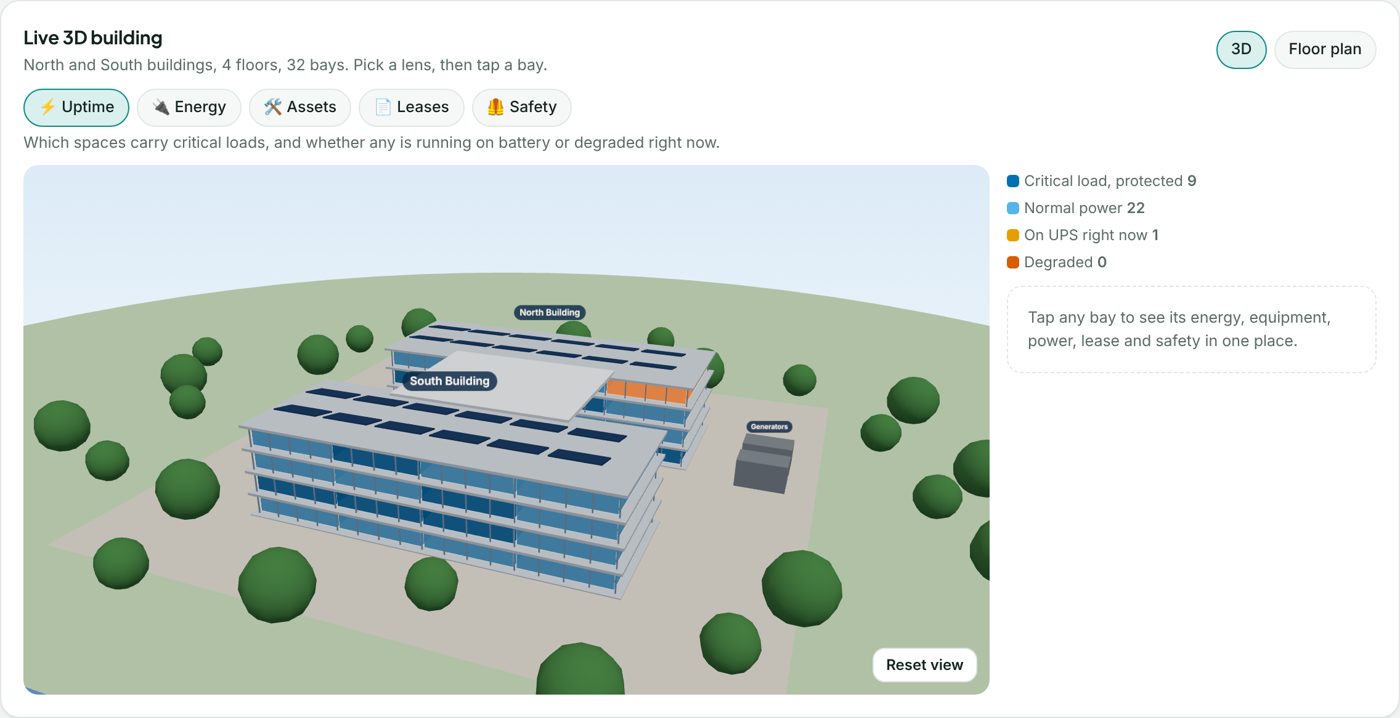 Live 3D building
North and South buildings, 4 floors, 32 bays. Pick a lens, then tap a bay.
3D
Floor plan
⚡ Uptime
🔌 Energy
🛠️ Assets
📄 Leases
🦺 Safety
Which spaces carry critical loads, and whether any is running on battery or degraded right now.
North Building
South Building
Generators
Reset view
Critical load, protected 9
Normal power 22
On UPS right now 1
Degraded 0
Tap any bay to see its energy, equipment,
power, lease and safety in one place.